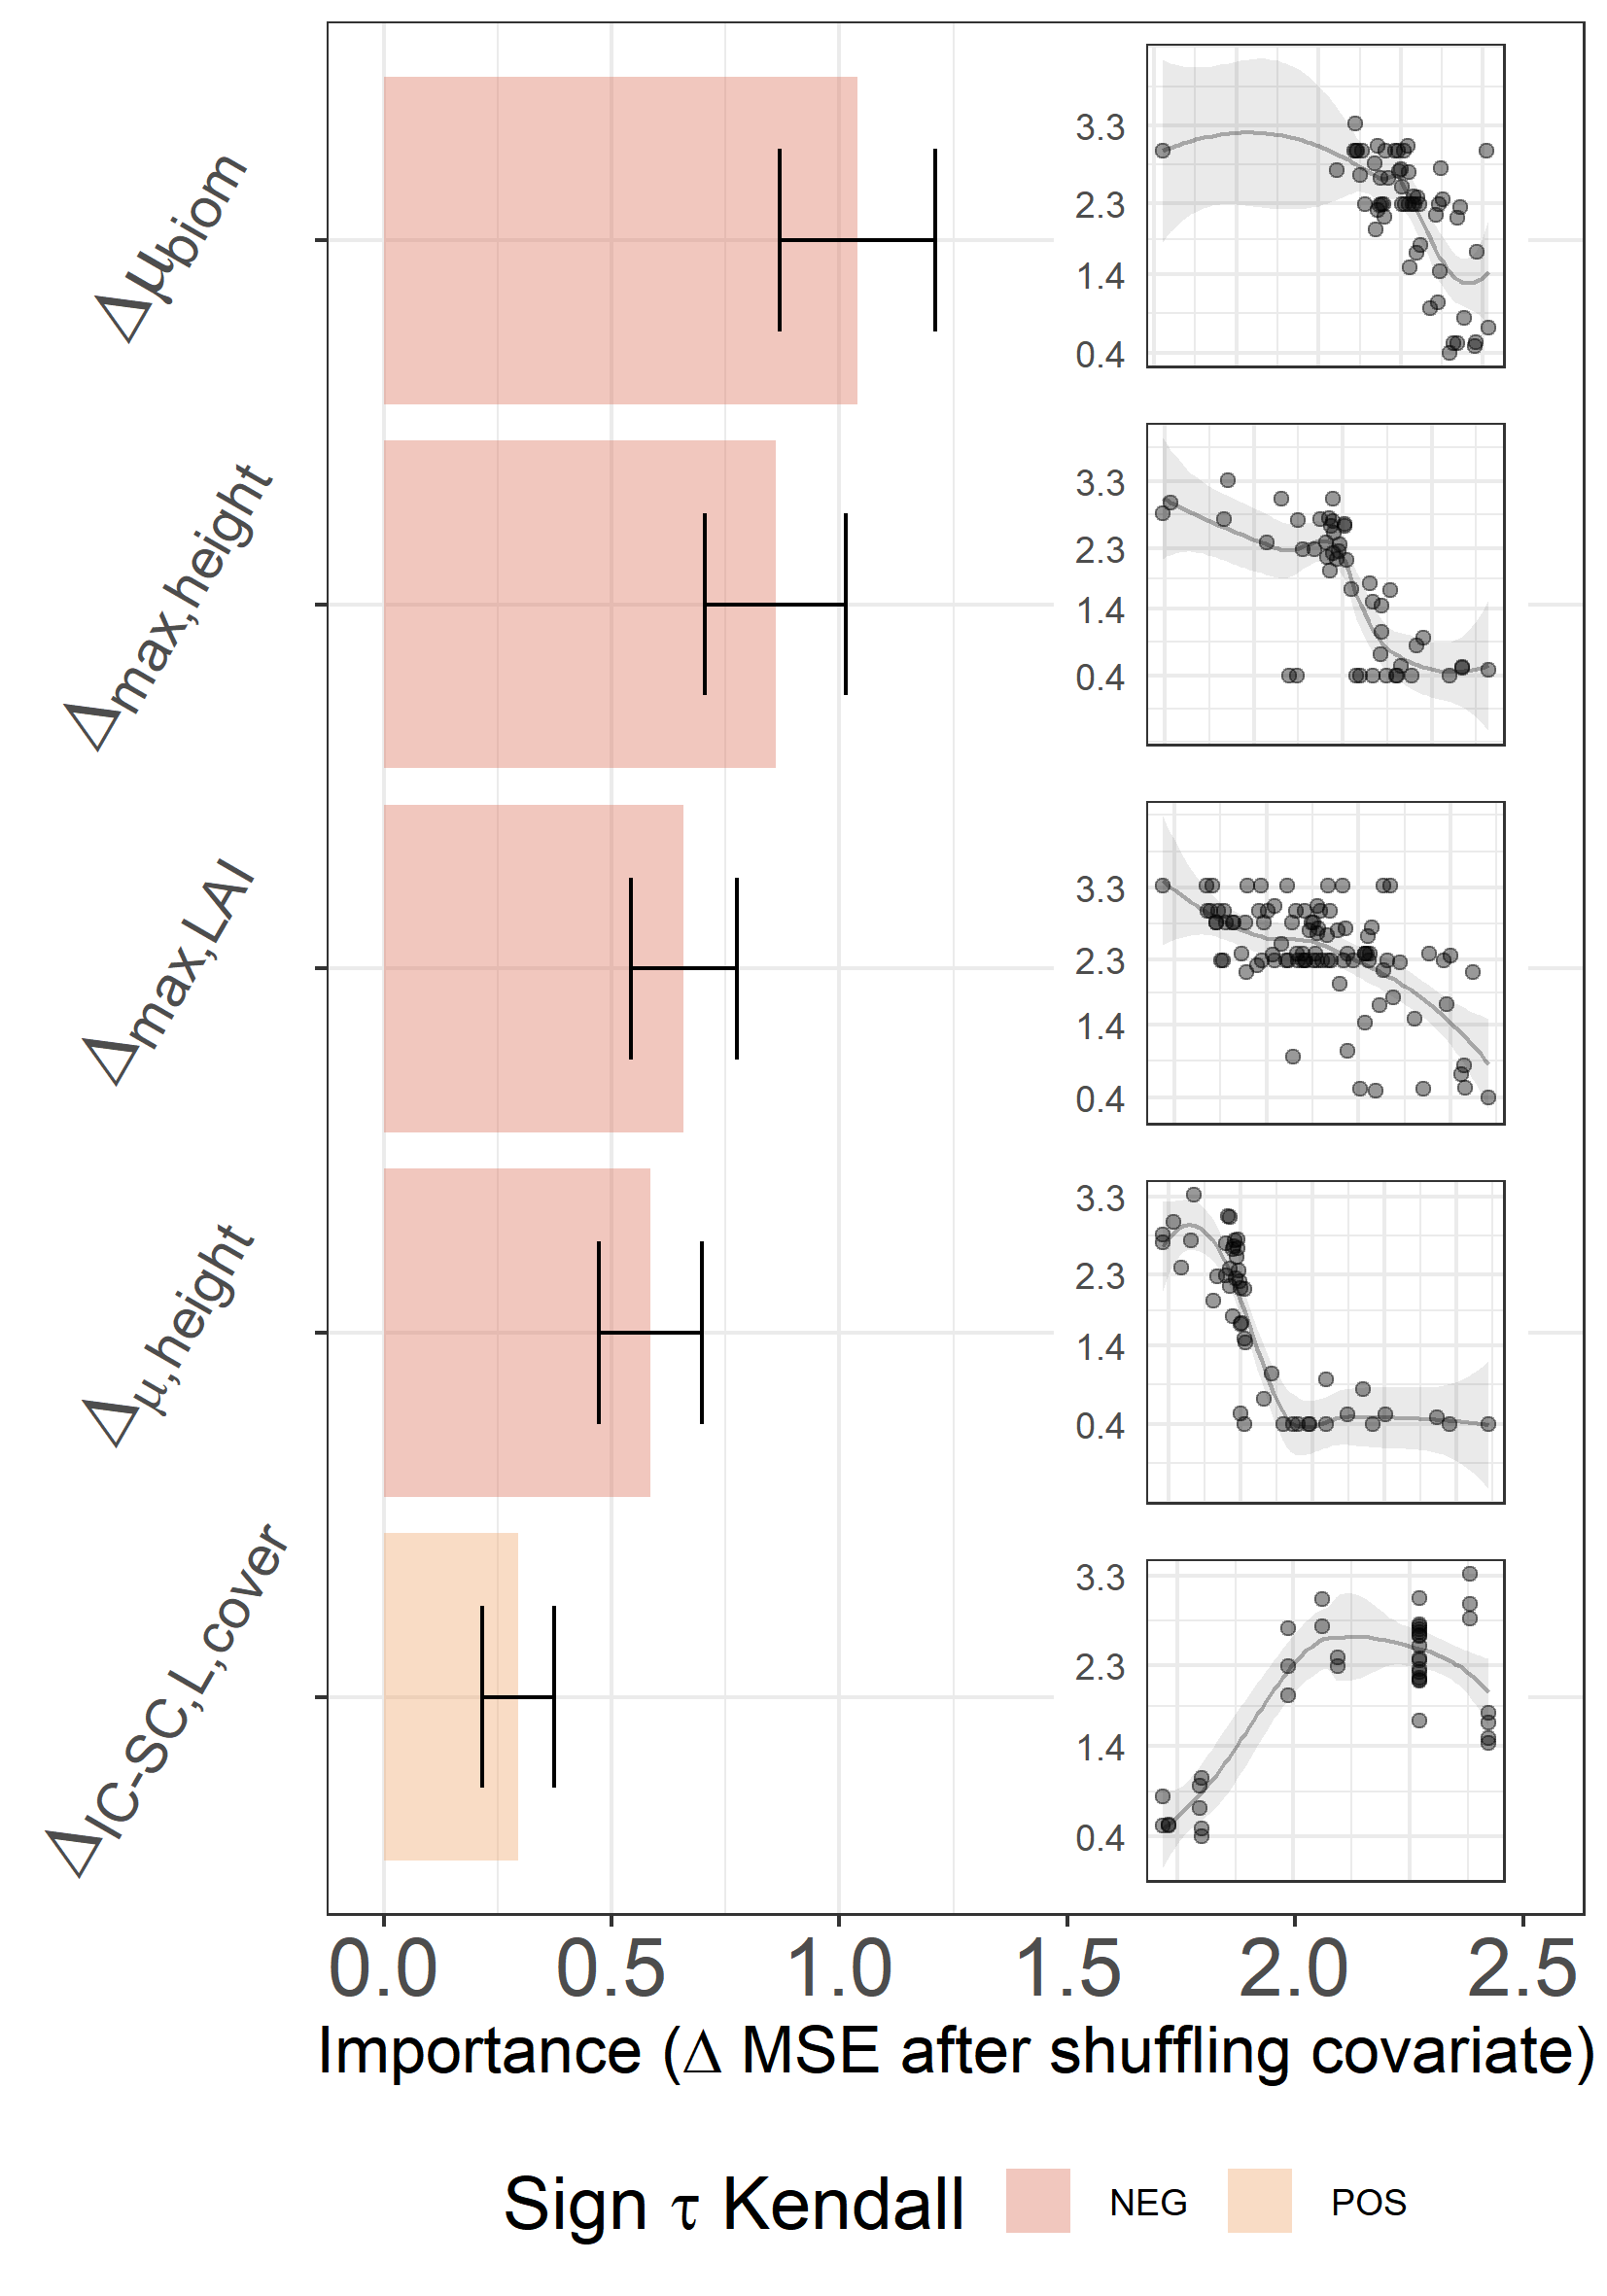 Δμbiom
3.3
2.3
1.4
0.4
Δmax,height
3.3
2.3
1.4
0.4
Δmax,LAI
3.3
2.3
1.4
0.4
Δμ,height
3.3
2.3
1.4
0.4
ΔIC-SC,L,cover
3.3
2.3
1.4
0.4
0.0 0.5 1.0 1.5 2.0 2.5
Importance (Δ MSE after shuffling covariate)
Sign τ Kendall NEG POS